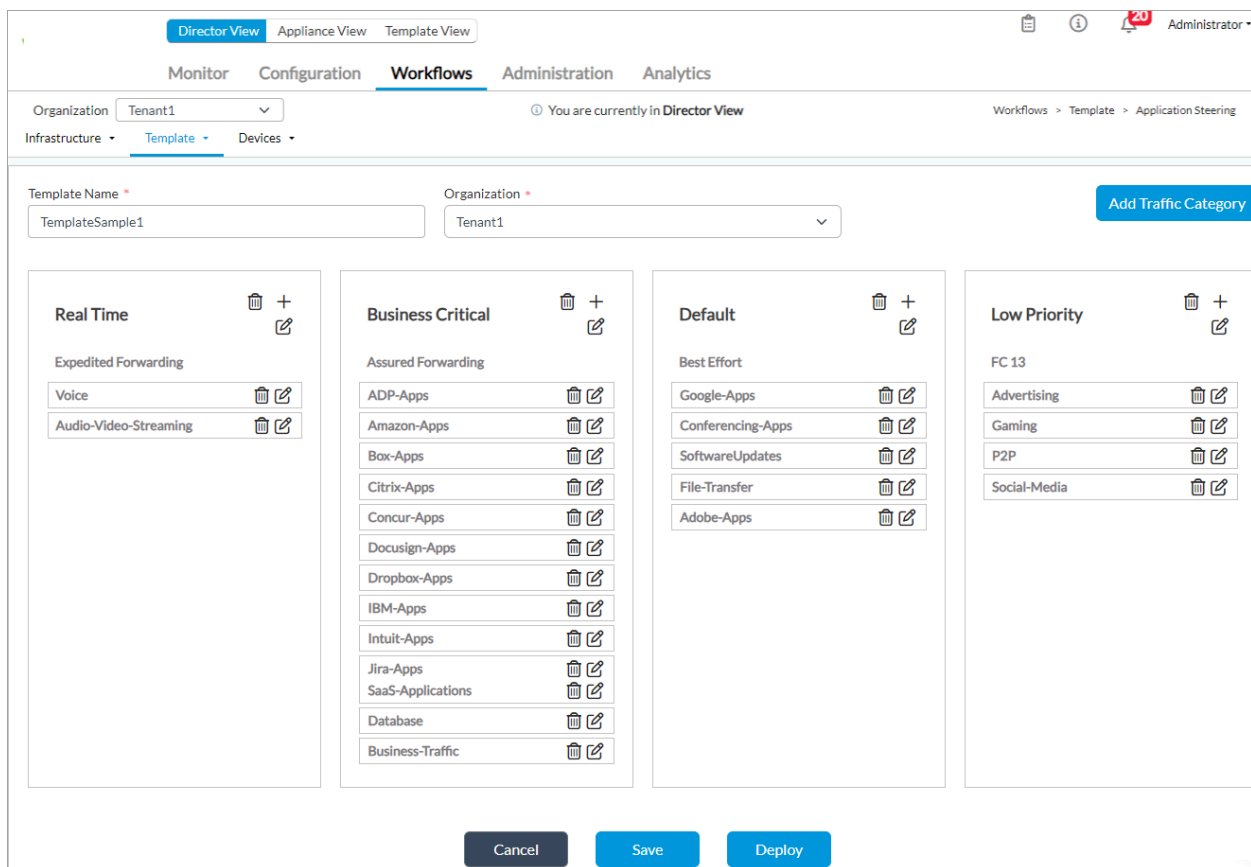 Director View Appliance View Template View 20 Administrator
Monitor Configuration Workflows Administration Analytics
Organization Tenant1 You are currently in Director View Workflows > Template > Application Steering
Infrastructure Template Devices
Template Name * Organization *
TemplateSample1 Tenant1 Add Traffic Category
Real Time
Expedited Forwarding
Voice
Audio-Video-Streaming
Business Critical
Assured Forwarding
ADP-Apps
Amazon-Apps
Box-Apps
Citrix-Apps
Concur-Apps
Docusign-Apps
Dropbox-Apps
IBM-Apps
Intuit-Apps
Jira-Apps
SaaS-Applications
Database
Business-Traffic
Default
Best Effort
Google-Apps
Conferencing-Apps
SoftwareUpdates
File-Transfer
Adobe-Apps
Low Priority
FC 13
Advertising
Gaming
P2P
Social-Media
Cancel Save Deploy